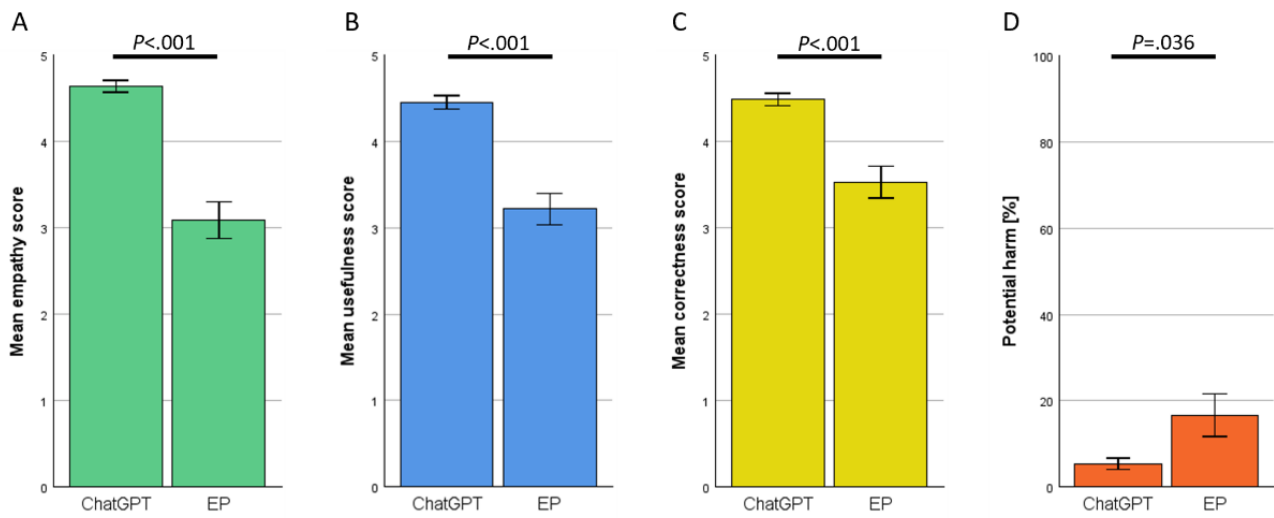 A
P<.001
Mean empathy score
5
4
3
2
1
0
ChatGPT EP
B
P<.001
Mean usefulness score
5
4
3
2
1
0
ChatGPT EP
C
P<.001
Mean correctness score
5
4
3
2
1
0
ChatGPT EP
D
P=.036
Potential harm [%]
100
80
60
40
20
0
ChatGPT EP